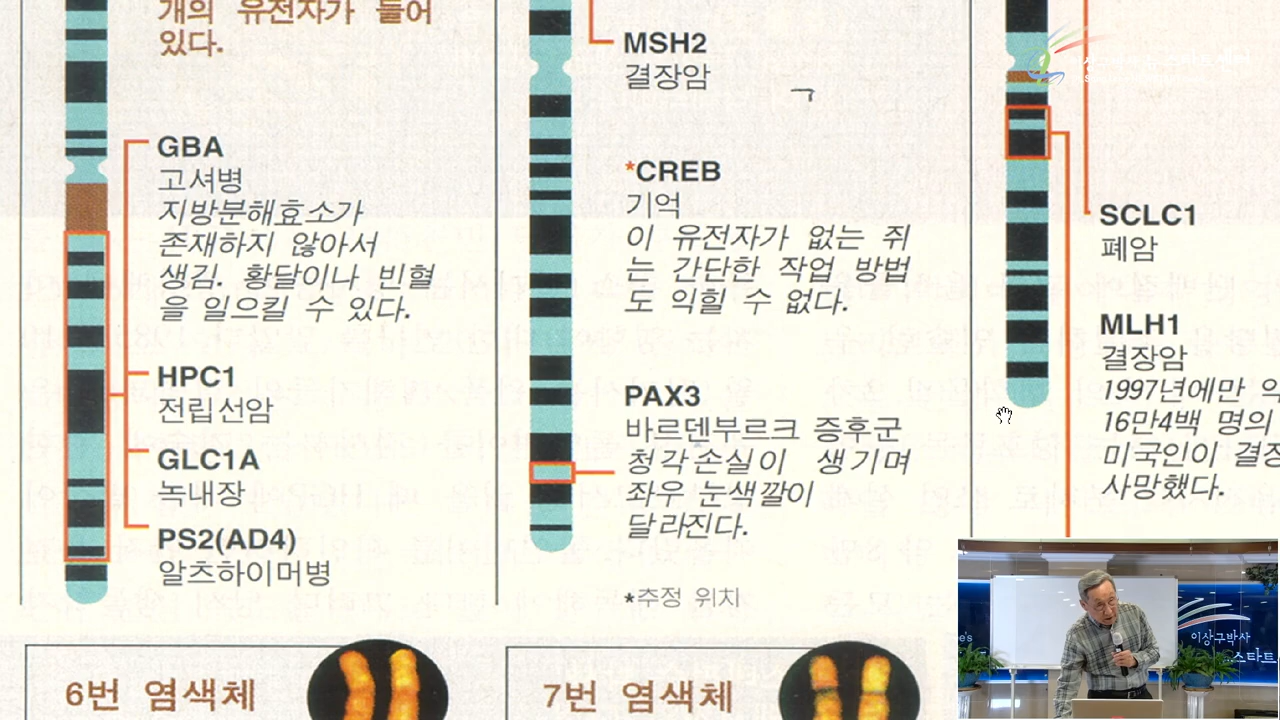 개의 유전자가 들어
있다.
GBA
고셔병
지방분해효소가
존재하지 않아서
생김. 황달이나 빈혈
을 일으킬 수 있다.
HPC1
전립선암
GLC1A
녹내장
PS2(AD4)
알츠하이머병
MSH2
결장암
*CREB
기억
이 유전자가 없는 쥐
는 간단한 작업 방법
도 익힐 수 없다.
PAX3
바르덴부르크 증후군
청각손실이 생기며
좌우 눈색깔이
달라진다.
*추정 위치
SCLC1
폐암
MLH1
결장암
1997년에만 약
16만4백 명의
미국인이 결장
사망했다.
6번 염색체
7번 염색체
이상구박사
스타트